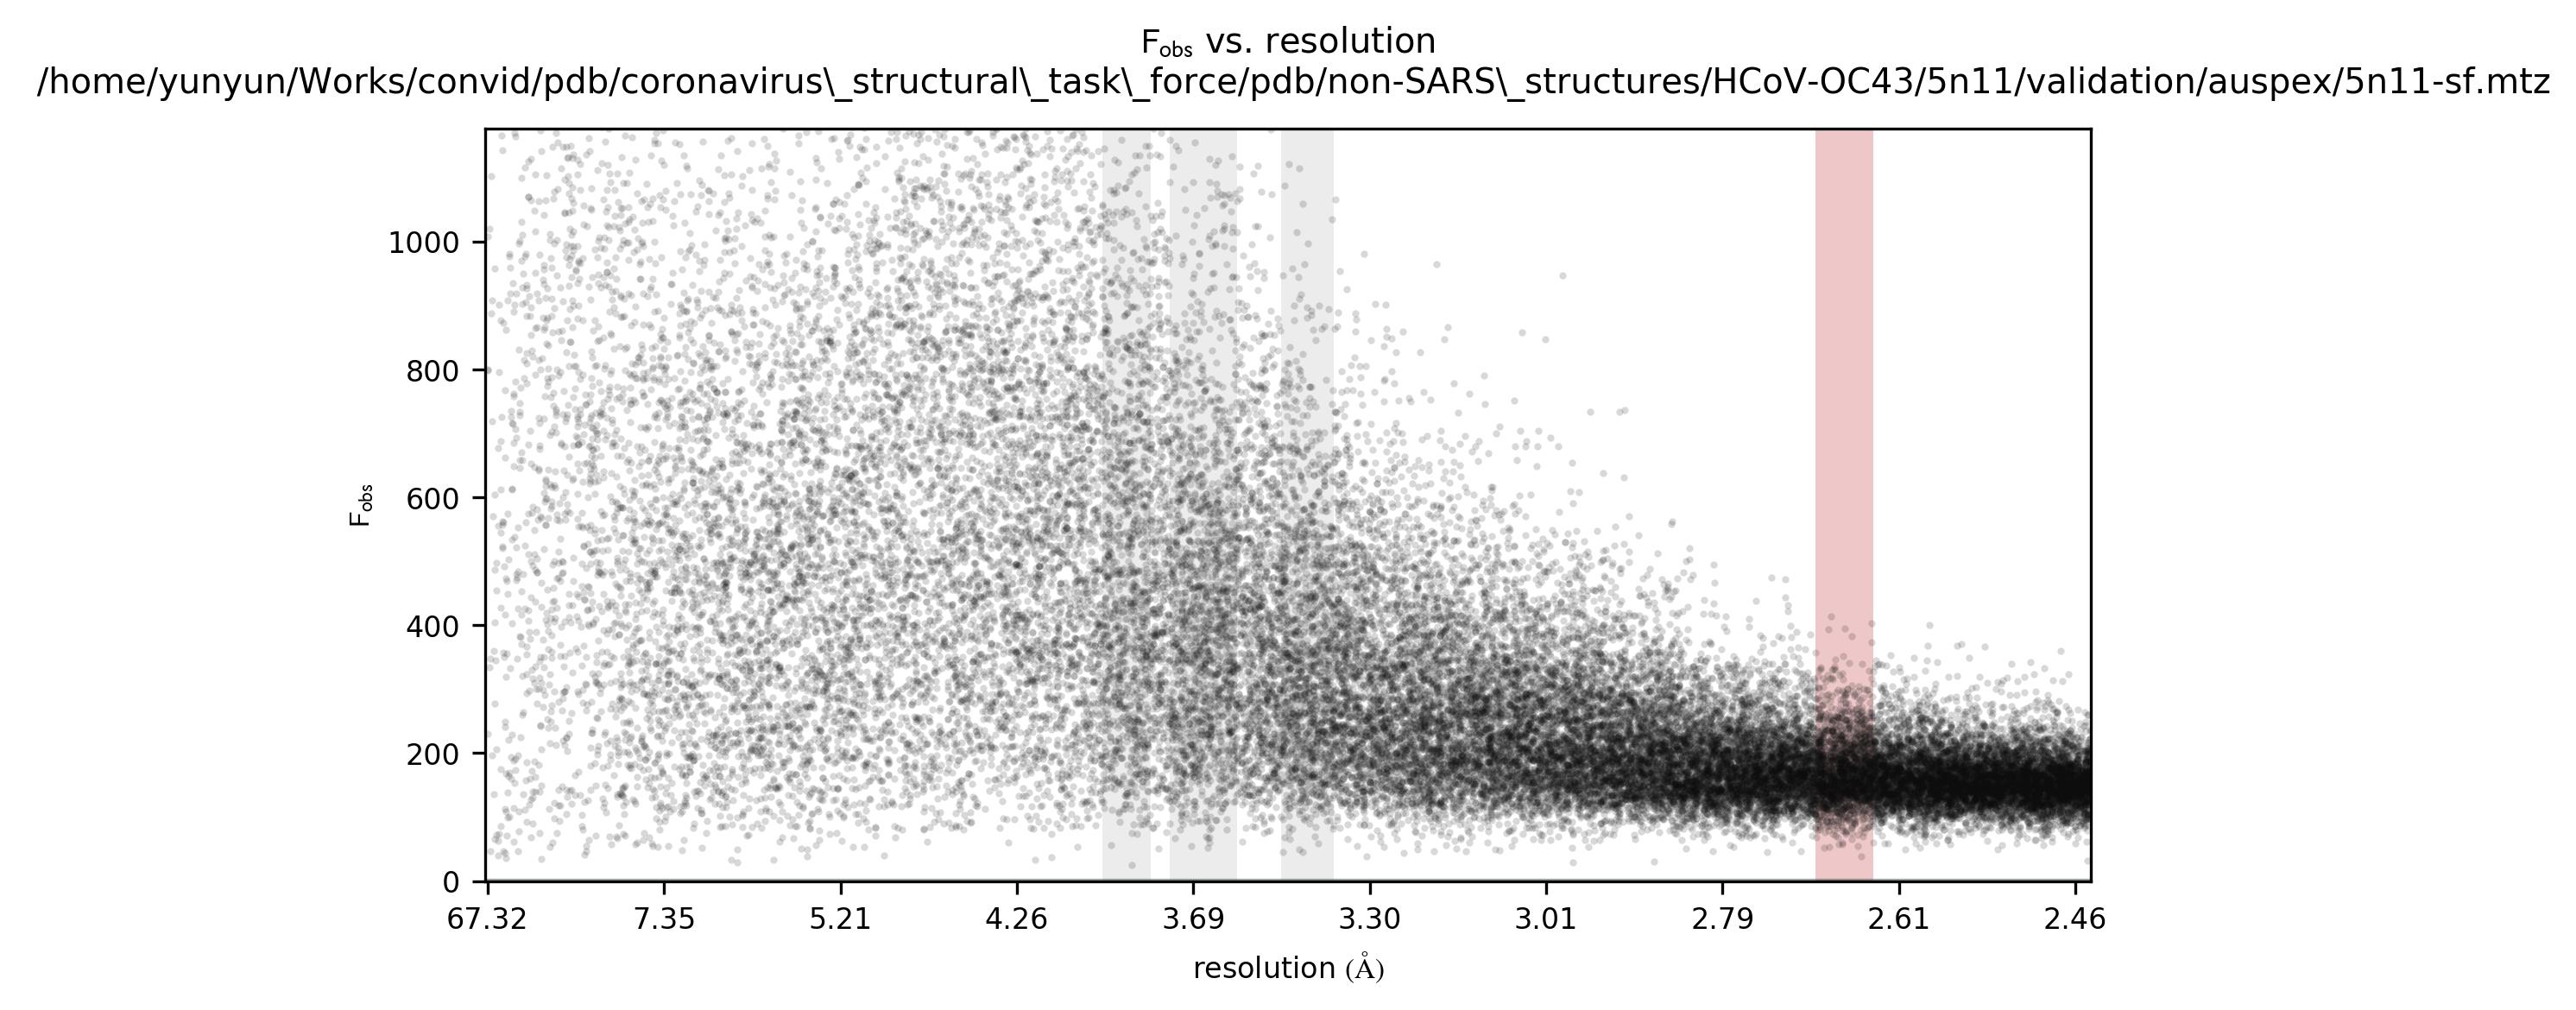 Fobs vs. resolution
/home/yunyun/Works/convid/pdb/coronavirus\_structural\_task\_force/pdb/non-SARS\_structures/HCoV-OC43/5n11/validation/auspex/5n11-sf.mtz
Fobs
1000
800
600
400
200
0
67.32 7.35 5.21 4.26 3.69 3.30 3.01 2.79 2.61 2.46
resolution (Å)